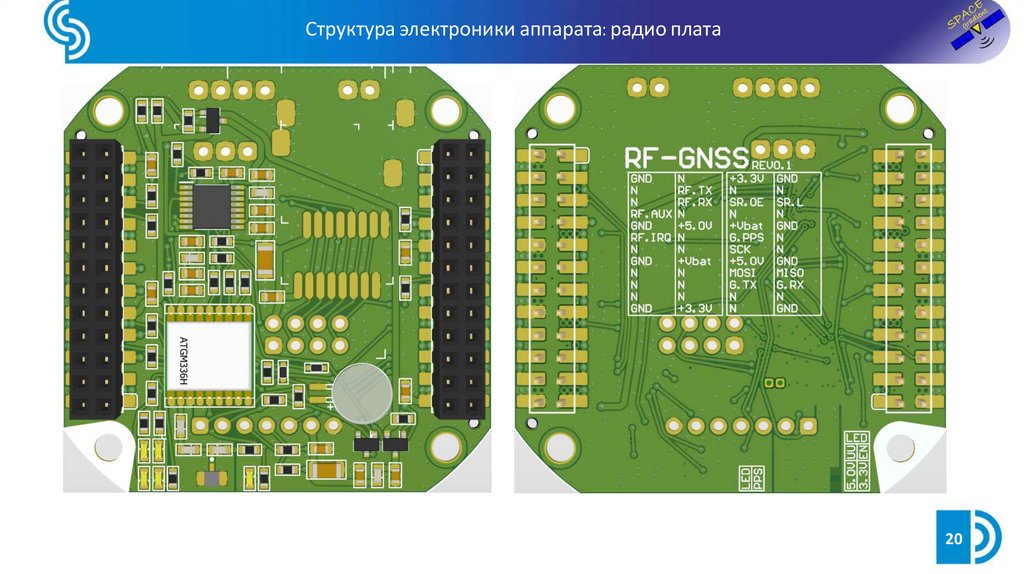 Структура электроники аппарата: радио плата
SPACE
gradient
ATGM336H
+
RF-GNSS REV0.1
GND N +3.3V GND
N RF.TX N N
N RF.RX SR.OE SR.L
RF.AUX N N N
GND +5.0V +Vbat GND
RF.IRQ N G.PPS N
N N SCK N
GND +Vbat +5.0V GND
N N MOSI MISO
N N G.TX G.RX
N N N N
GND +3.3V N GND
LED
PPS
LED
5.0V UU
3.3V EN
20